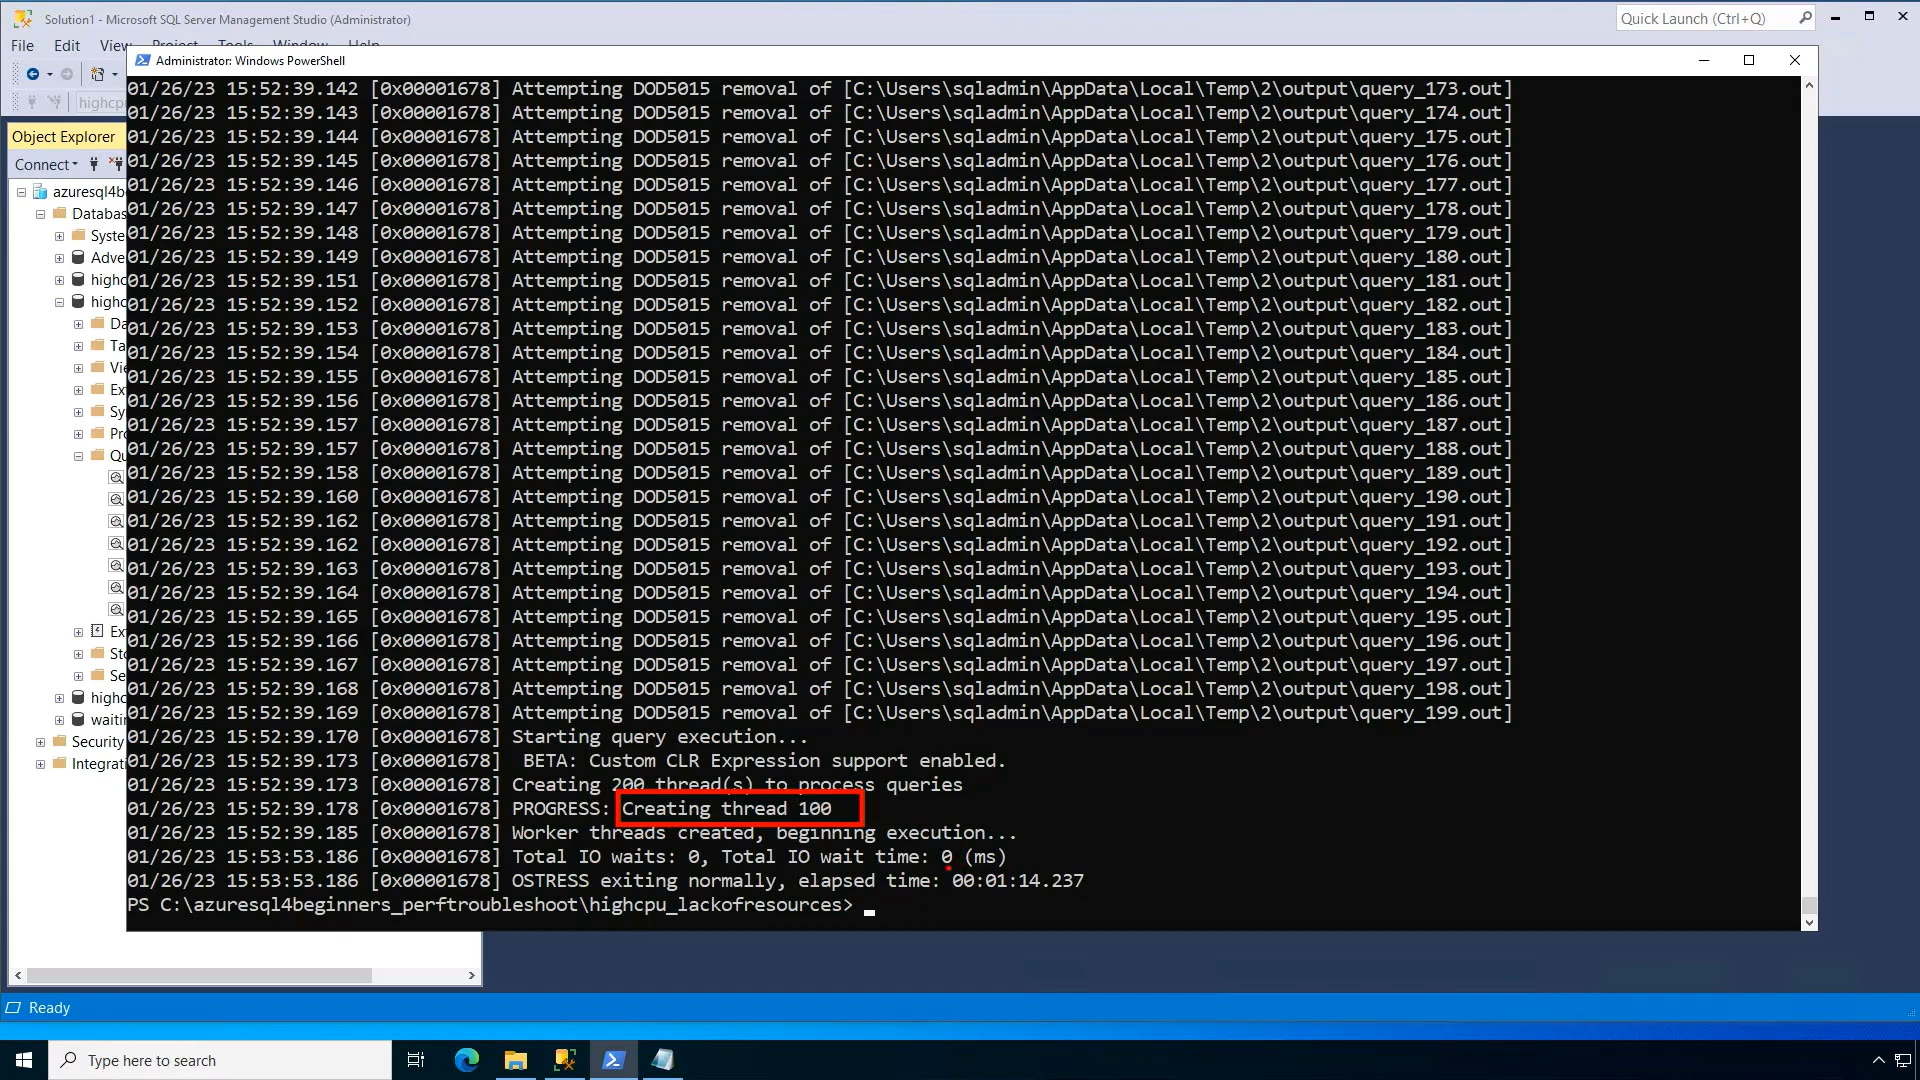 Solution1 - Microsoft SQL Server Management Studio (Administrator)
Quick Launch (Ctrl+Q)
File Edit View Project Tools Window Help
Administrator: Windows PowerShell
highcp
Object Explorer
Connect
azuresql4b
Databas
Syste
Adve
highc
highc
Da
Ta
Vie
Ex
Sy
Pro
Qu
Ex
Sto
Se
highc
waitin
Security
Integrati
01/26/23 15:52:39.142 [0x00001678] Attempting DOD5015 removal of [C:\Users\sqladmin\AppData\Local\Temp\2\output\query_173.out]
01/26/23 15:52:39.143 [0x00001678] Attempting DOD5015 removal of [C:\Users\sqladmin\AppData\Local\Temp\2\output\query_174.out]
01/26/23 15:52:39.144 [0x00001678] Attempting DOD5015 removal of [C:\Users\sqladmin\AppData\Local\Temp\2\output\query_175.out]
01/26/23 15:52:39.145 [0x00001678] Attempting DOD5015 removal of [C:\Users\sqladmin\AppData\Local\Temp\2\output\query_176.out]
01/26/23 15:52:39.146 [0x00001678] Attempting DOD5015 removal of [C:\Users\sqladmin\AppData\Local\Temp\2\output\query_177.out]
01/26/23 15:52:39.147 [0x00001678] Attempting DOD5015 removal of [C:\Users\sqladmin\AppData\Local\Temp\2\output\query_178.out]
01/26/23 15:52:39.148 [0x00001678] Attempting DOD5015 removal of [C:\Users\sqladmin\AppData\Local\Temp\2\output\query_179.out]
01/26/23 15:52:39.149 [0x00001678] Attempting DOD5015 removal of [C:\Users\sqladmin\AppData\Local\Temp\2\output\query_180.out]
01/26/23 15:52:39.151 [0x00001678] Attempting DOD5015 removal of [C:\Users\sqladmin\AppData\Local\Temp\2\output\query_181.out]
01/26/23 15:52:39.152 [0x00001678] Attempting DOD5015 removal of [C:\Users\sqladmin\AppData\Local\Temp\2\output\query_182.out]
01/26/23 15:52:39.153 [0x00001678] Attempting DOD5015 removal of [C:\Users\sqladmin\AppData\Local\Temp\2\output\query_183.out]
01/26/23 15:52:39.154 [0x00001678] Attempting DOD5015 removal of [C:\Users\sqladmin\AppData\Local\Temp\2\output\query_184.out]
01/26/23 15:52:39.155 [0x00001678] Attempting DOD5015 removal of [C:\Users\sqladmin\AppData\Local\Temp\2\output\query_185.out]
01/26/23 15:52:39.156 [0x00001678] Attempting DOD5015 removal of [C:\Users\sqladmin\AppData\Local\Temp\2\output\query_186.out]
01/26/23 15:52:39.157 [0x00001678] Attempting DOD5015 removal of [C:\Users\sqladmin\AppData\Local\Temp\2\output\query_187.out]
01/26/23 15:52:39.157 [0x00001678] Attempting DOD5015 removal of [C:\Users\sqladmin\AppData\Local\Temp\2\output\query_188.out]
01/26/23 15:52:39.158 [0x00001678] Attempting DOD5015 removal of [C:\Users\sqladmin\AppData\Local\Temp\2\output\query_189.out]
01/26/23 15:52:39.160 [0x00001678] Attempting DOD5015 removal of [C:\Users\sqladmin\AppData\Local\Temp\2\output\query_190.out]
01/26/23 15:52:39.162 [0x00001678] Attempting DOD5015 removal of [C:\Users\sqladmin\AppData\Local\Temp\2\output\query_191.out]
01/26/23 15:52:39.162 [0x00001678] Attempting DOD5015 removal of [C:\Users\sqladmin\AppData\Local\Temp\2\output\query_192.out]
01/26/23 15:52:39.163 [0x00001678] Attempting DOD5015 removal of [C:\Users\sqladmin\AppData\Local\Temp\2\output\query_193.out]
01/26/23 15:52:39.164 [0x00001678] Attempting DOD5015 removal of [C:\Users\sqladmin\AppData\Local\Temp\2\output\query_194.out]
01/26/23 15:52:39.165 [0x00001678] Attempting DOD5015 removal of [C:\Users\sqladmin\AppData\Local\Temp\2\output\query_195.out]
01/26/23 15:52:39.166 [0x00001678] Attempting DOD5015 removal of [C:\Users\sqladmin\AppData\Local\Temp\2\output\query_196.out]
01/26/23 15:52:39.167 [0x00001678] Attempting DOD5015 removal of [C:\Users\sqladmin\AppData\Local\Temp\2\output\query_197.out]
01/26/23 15:52:39.168 [0x00001678] Attempting DOD5015 removal of [C:\Users\sqladmin\AppData\Local\Temp\2\output\query_198.out]
01/26/23 15:52:39.169 [0x00001678] Attempting DOD5015 removal of [C:\Users\sqladmin\AppData\Local\Temp\2\output\query_199.out]
01/26/23 15:52:39.170 [0x00001678] Starting query execution...
01/26/23 15:52:39.173 [0x00001678]  BETA: Custom CLR Expression support enabled.
01/26/23 15:52:39.173 [0x00001678] Creating 200 thread(s) to process queries
01/26/23 15:52:39.178 [0x00001678] PROGRESS: Creating thread 100
01/26/23 15:52:39.185 [0x00001678] Worker threads created, beginning execution...
01/26/23 15:53:53.186 [0x00001678] Total IO waits: 0, Total IO wait time: 0 (ms)
01/26/23 15:53:53.186 [0x00001678] OSTRESS exiting normally, elapsed time: 00:01:14.237
PS C:\azuresql4beginners_perftroubleshoot\highcpu_lackofresources>
Ready
Type here to search